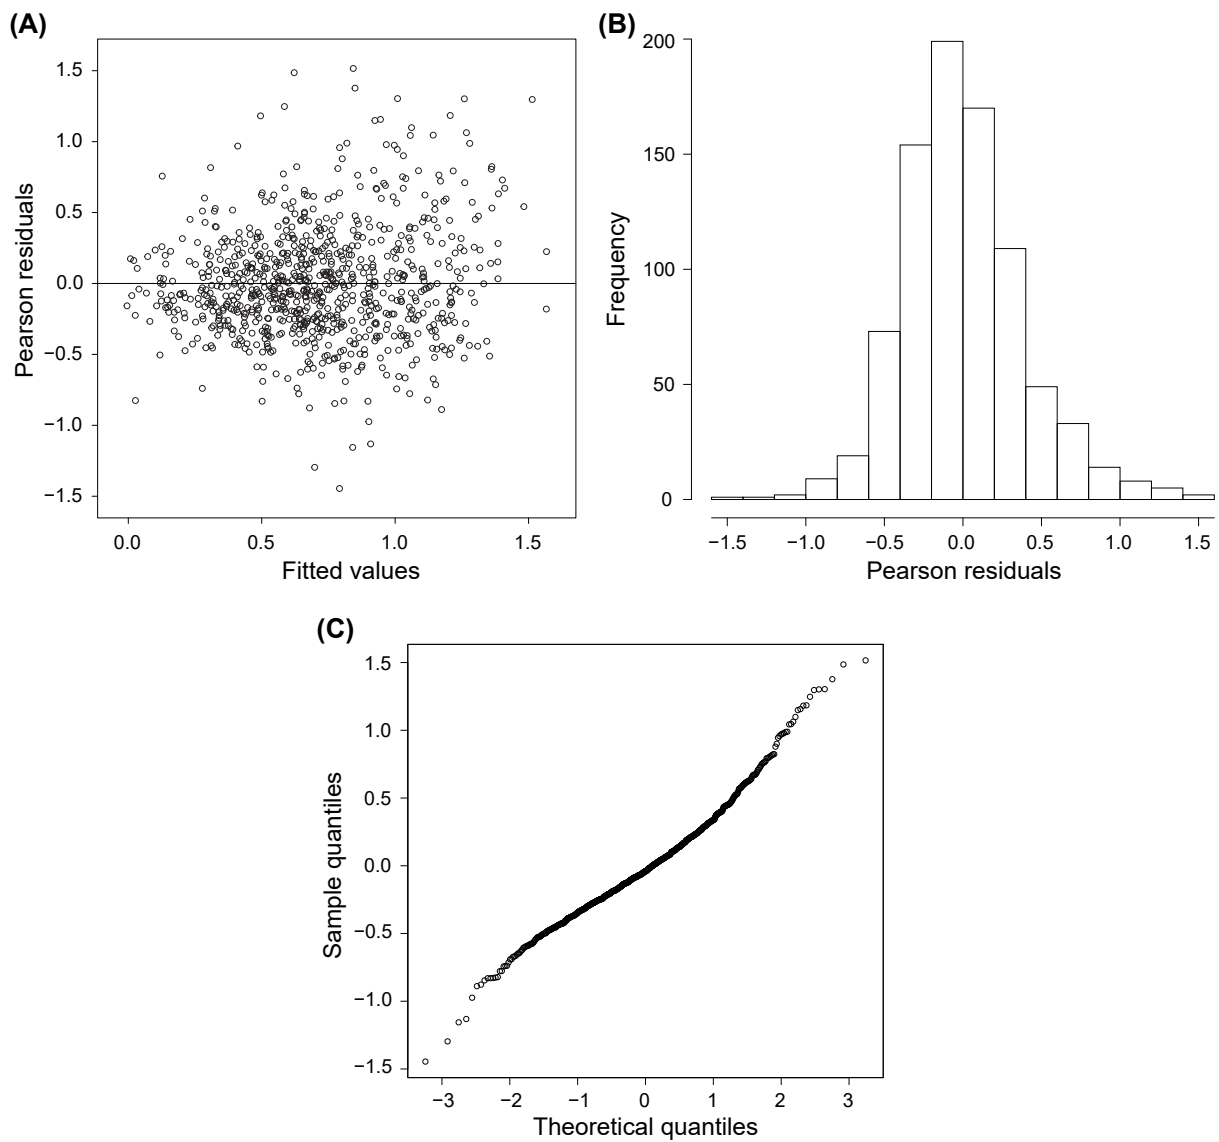 (A)
Pearson residuals
1.5
1.0
0.5
0.0
−0.5
−1.0
−1.5
0.0 0.5 1.0 1.5
Fitted values
(B)
Frequency
200
150
100
50
0
−1.5 −1.0 −0.5 0.0 0.5 1.0 1.5
Pearson residuals
(C)
Sample quantiles
1.5
1.0
0.5
0.0
−0.5
−1.0
−1.5
−3 −2 −1 0 1 2 3
Theoretical quantiles